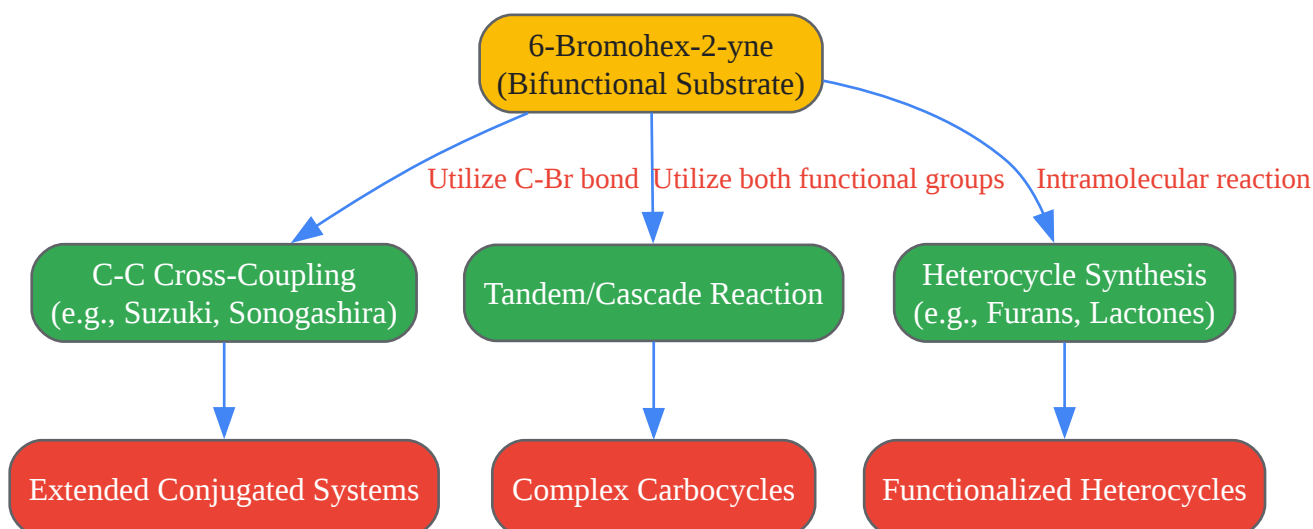 6-Bromohex-2-yne
(Bifunctional Substrate)
Utilize C-Br bond
Utilize both functional groups
Intramolecular reaction
C-C Cross-Coupling
(e.g., Suzuki, Sonogashira)
Tandem/Cascade Reaction
Heterocycle Synthesis
(e.g., Furans, Lactones)
Extended Conjugated Systems
Complex Carbocycles
Functionalized Heterocycles